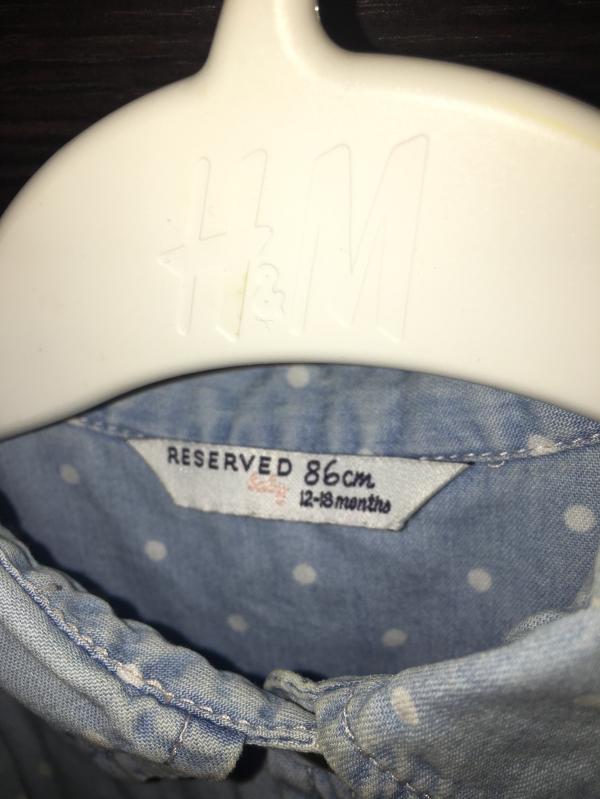 H&M
RESERVED 86cm
baby 12-18 months